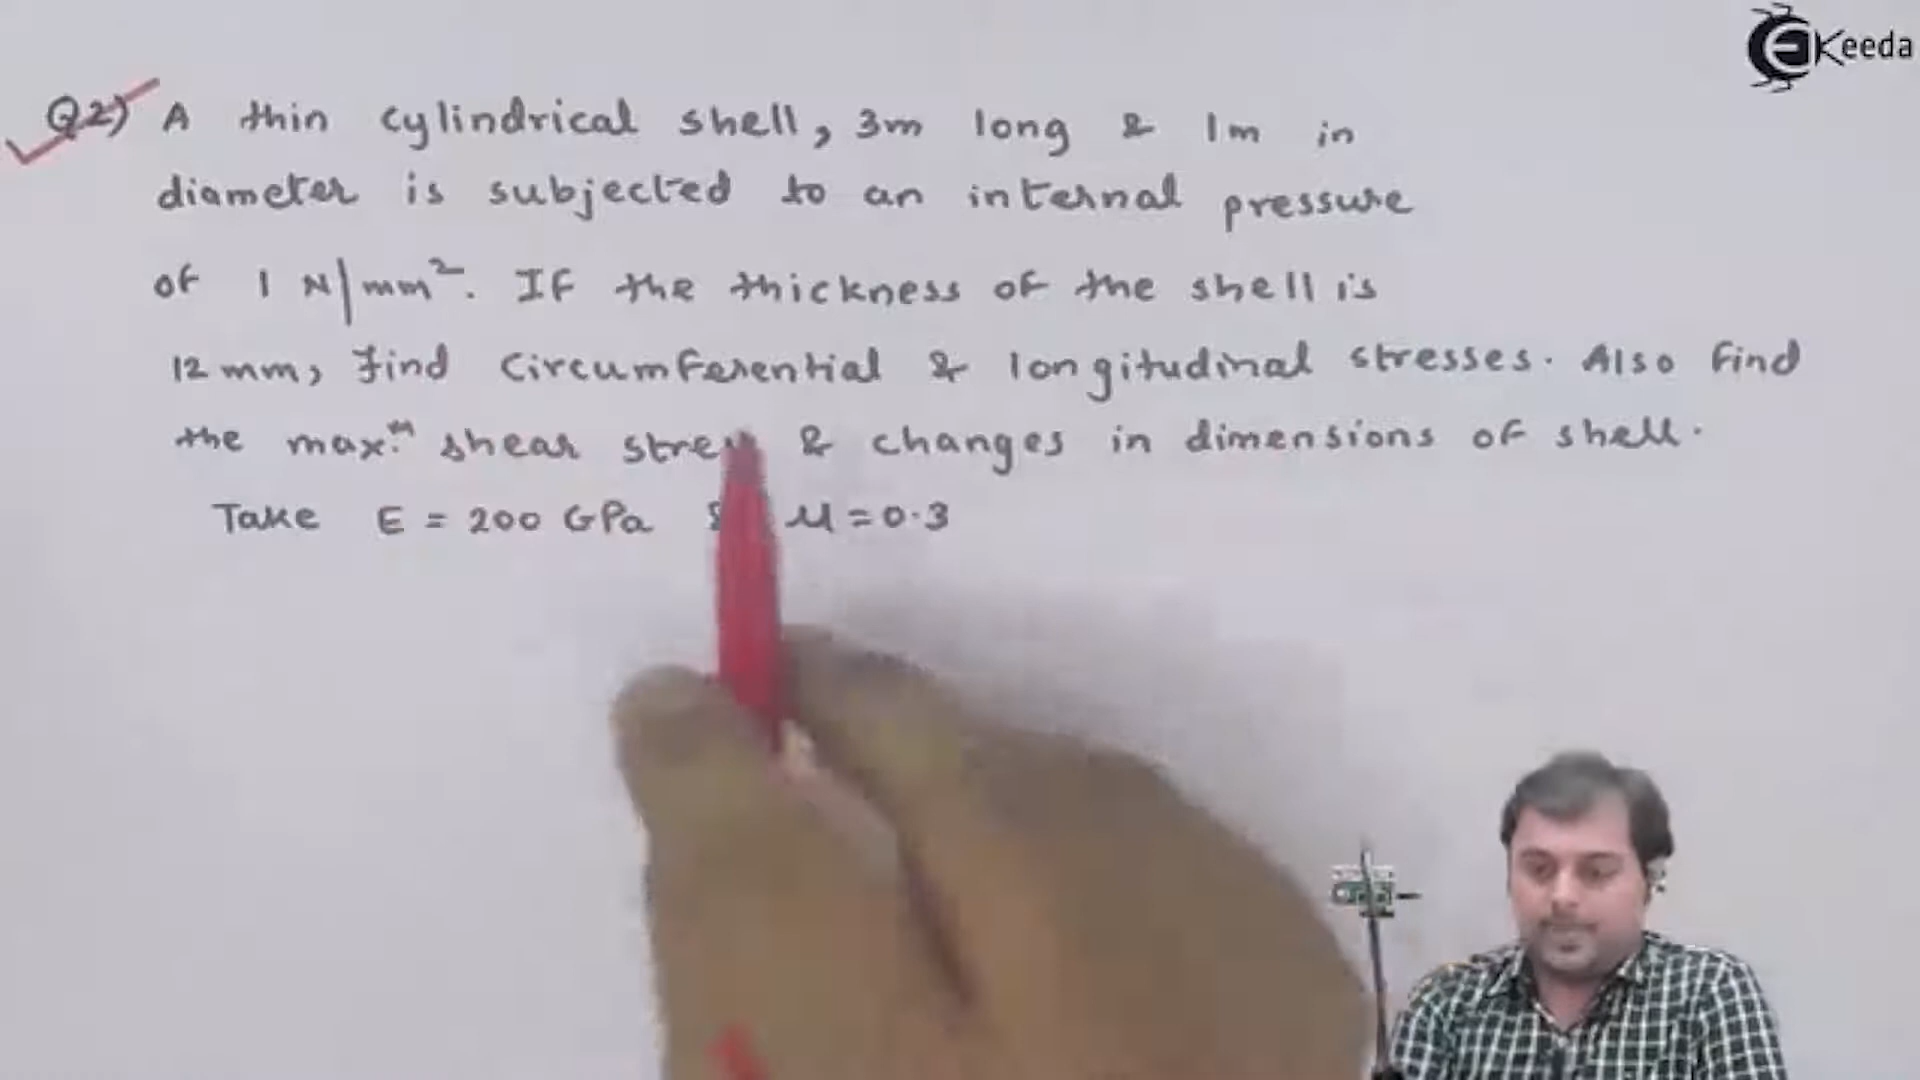 Keeda
Q2) A thin cylindrical shell, 3m long & 1m in
diameter is subjected to an internal pressure
of 1 N/mm². If the thickness of the shell is
12 mm, find circumferential & longitudinal stresses. Also find
the max.m shear stress & changes in dimensions of shell.
Take E = 200 GPa & μ = 0.3